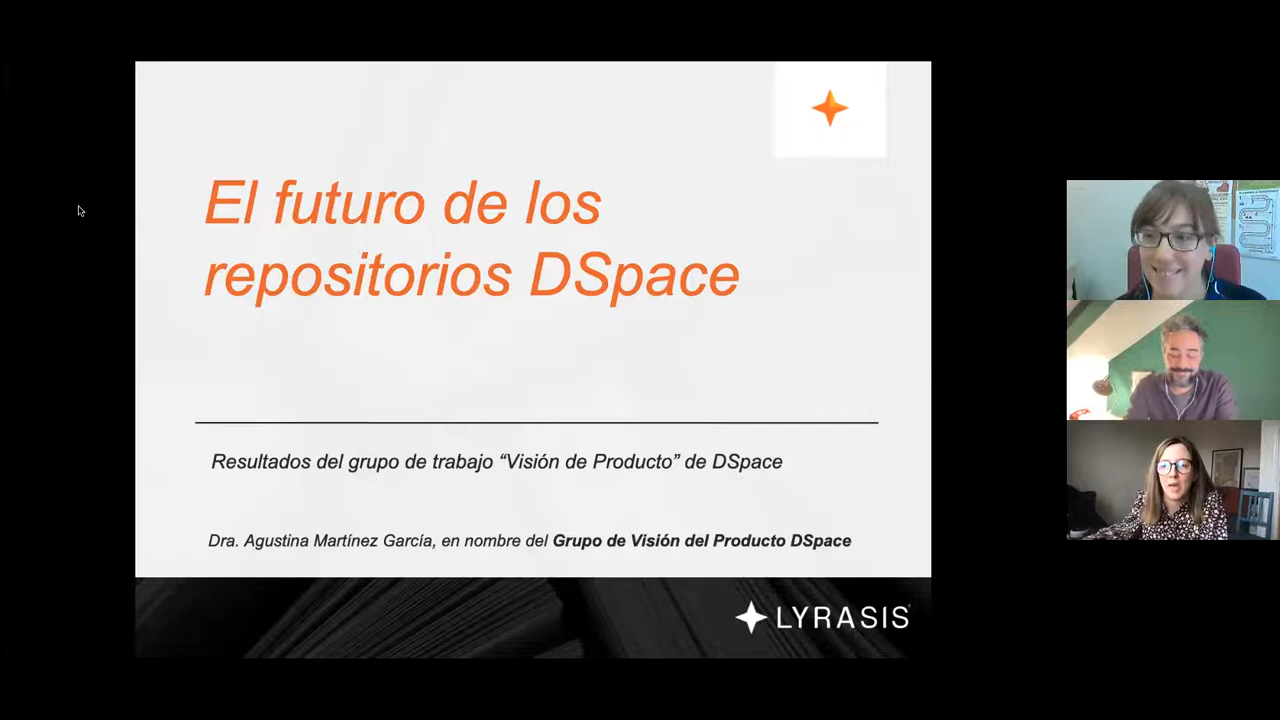 El futuro de los
repositorios DSpace
Resultados del grupo de trabajo “Visión de Producto” de DSpace
Dra. Agustina Martínez García, en nombre del Grupo de Visión del Producto DSpace
LYRASIS